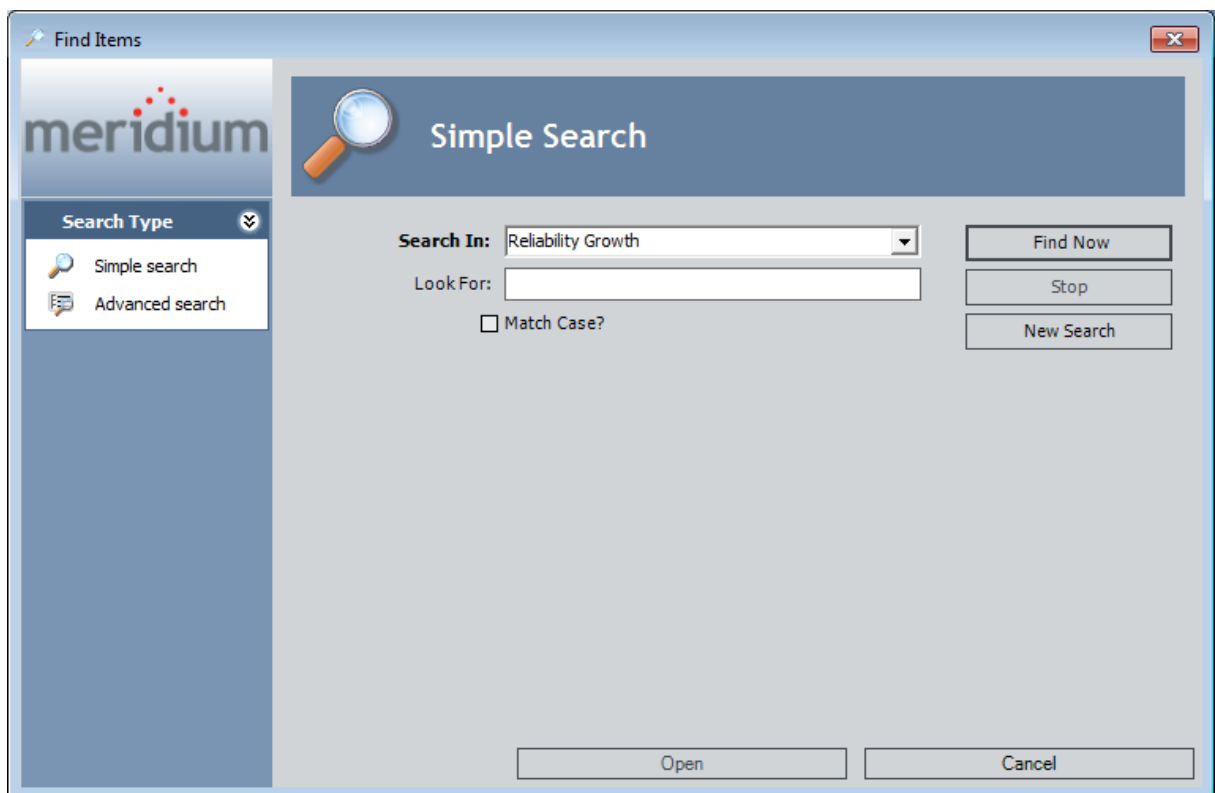 Find Items
meridium
Simple Search
Search Type
Simple search
Advanced search
Search In: Reliability Growth
Find Now
Look For:
Stop
Match Case?
New Search
Open
Cancel